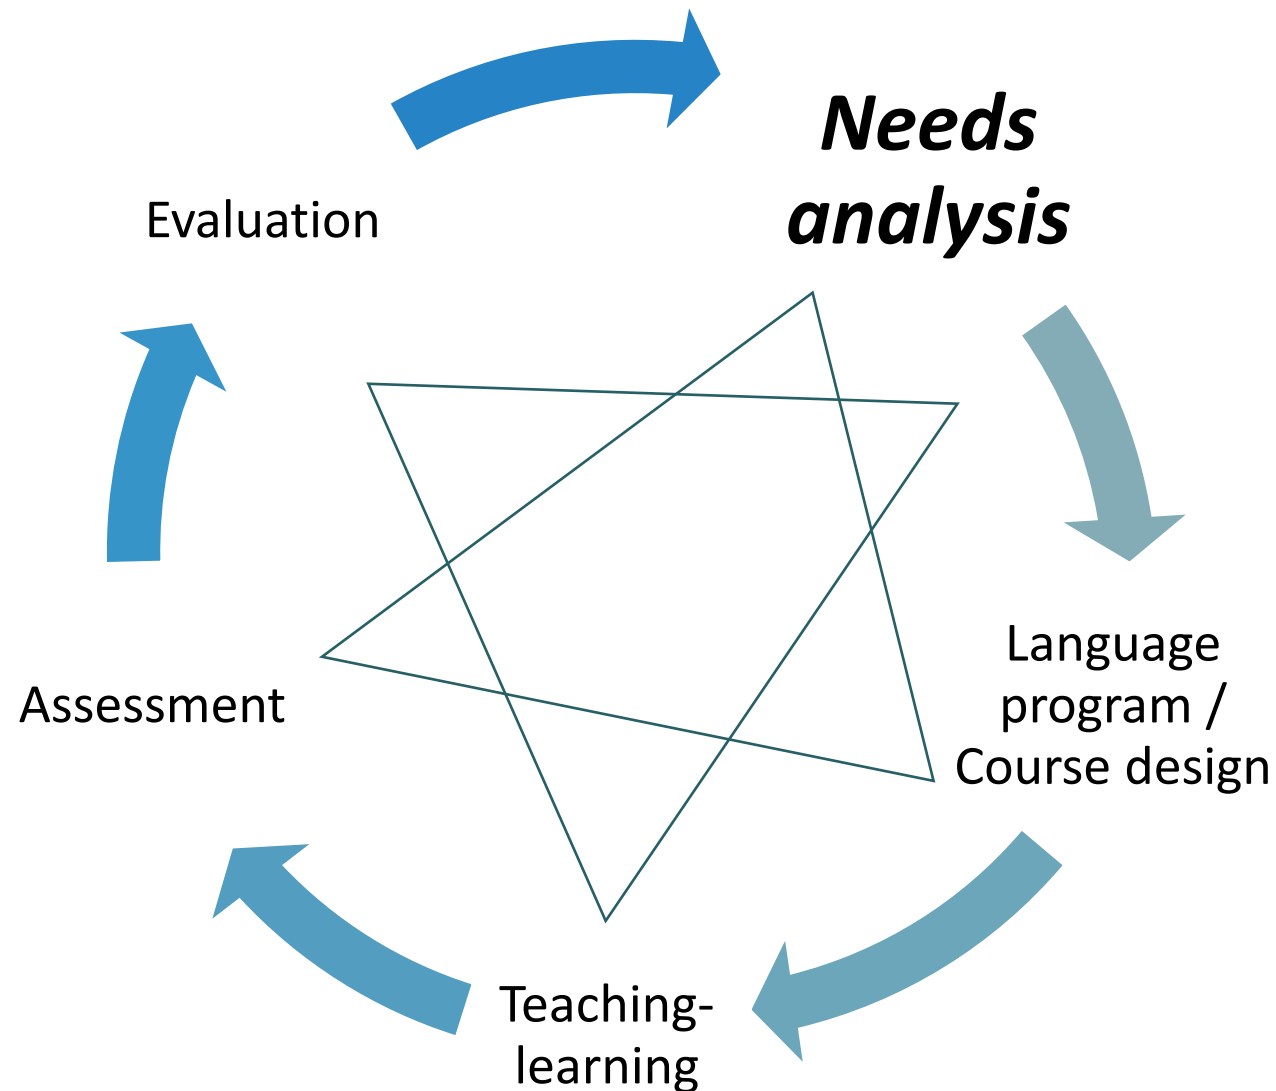 Needs
analysis
Language
program /
Course design
Teaching-
learning
Assessment
Evaluation